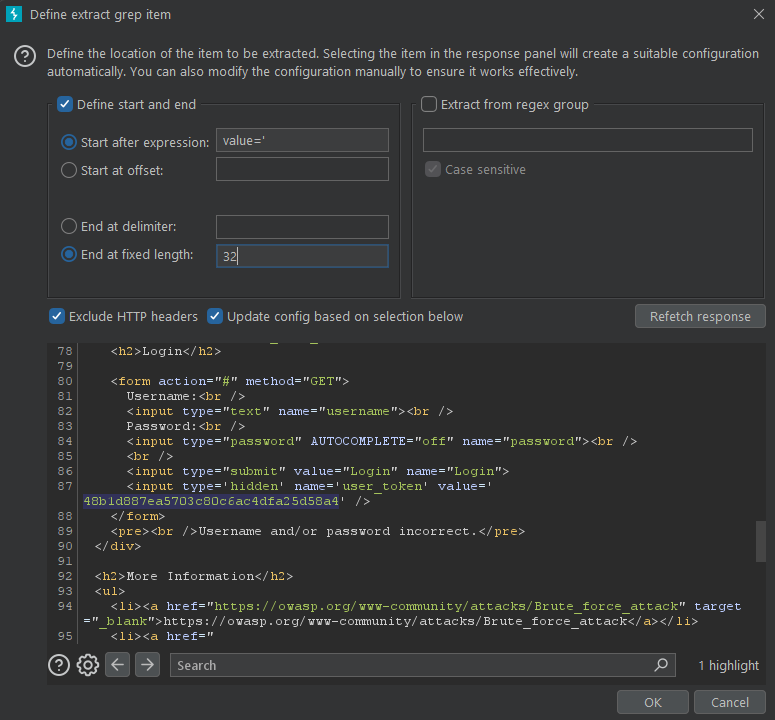 Define extract grep item
Define the location of the item to be extracted. Selecting the item in the response panel will create a suitable configuration
automatically. You can also modify the configuration manually to ensure it works effectively.
Define start and end
Start after expression: value='
Start at offset:
End at delimiter:
End at fixed length: 32
Extract from regex group
Case sensitive
Exclude HTTP headers
Update config based on selection below
Refetch response
78 <h2>Login</h2>
79
80 <form action="#" method="GET">
81 Username:<br />
82 <input type="text" name="username"><br />
83 Password:<br />
84 <input type="password" AUTOCOMPLETE="off" name="password"><br />
85 <br />
86 <input type="submit" value="Login" name="Login">
87 <input type='hidden' name='user_token' value='
48b1d887ea5703c80c6ac4dfa25d58a4' />
88 </form>
89 <pre><br />Username and/or password incorrect.</pre>
90 </div>
91
92 <h2>More Information</h2>
93 <ul>
94 <li><a href="https://owasp.org/www-community/attacks/Brute_force_attack" target
="_blank">https://owasp.org/www-community/attacks/Brute_force_attack</a></li>
95 <li><a href="
Search
1 highlight
OK
Cancel